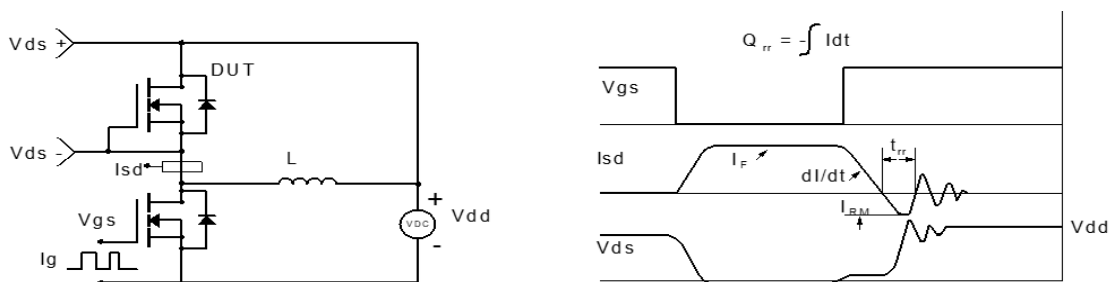 Vds +
DUT
Vds -
Isd
L
+
Vgs
VDC
Vdd
-
Ig
Q rr = - ∫ Idt
Vgs
Isd
I F
dI/dt
t rr
I RM
Vdd
Vds